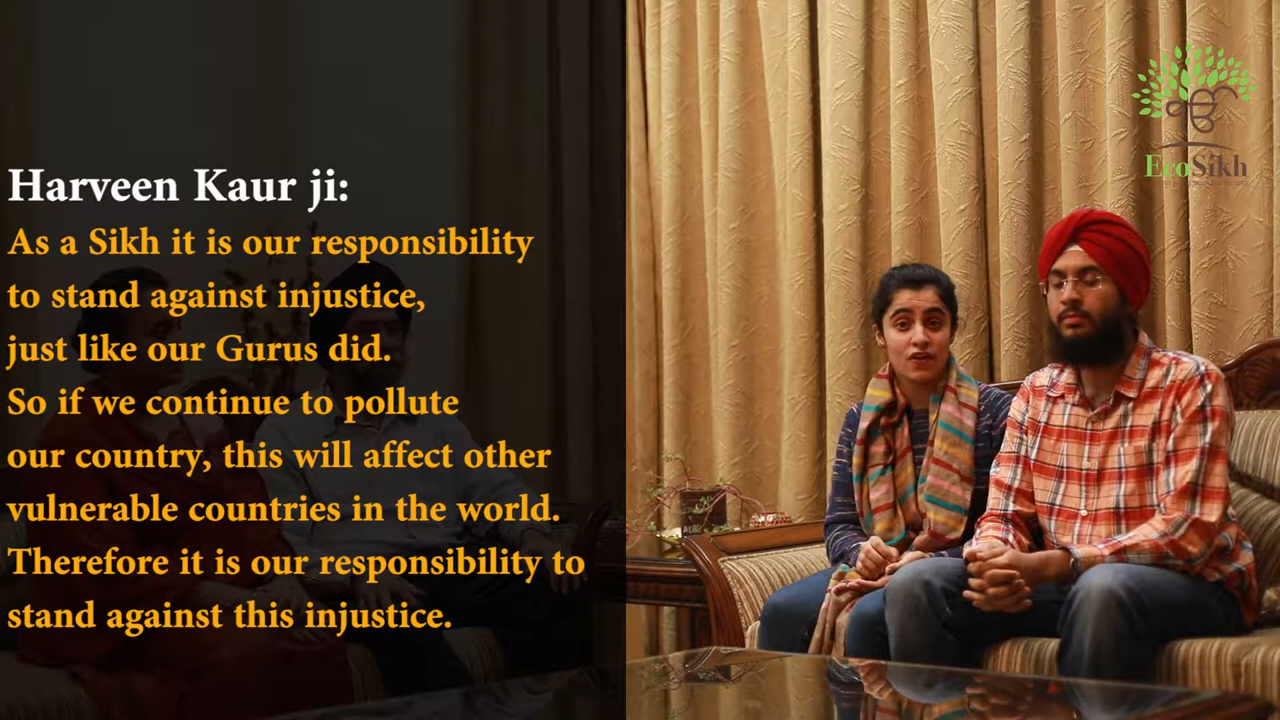 Harveen Kaur ji:
As a Sikh it is our responsibility
to stand against injustice,
just like our Gurus did.
So if we continue to pollute
our country, this will affect other
vulnerable countries in the world.
Therefore it is our responsibility to
stand against this injustice.
ੴ
EcoSikh